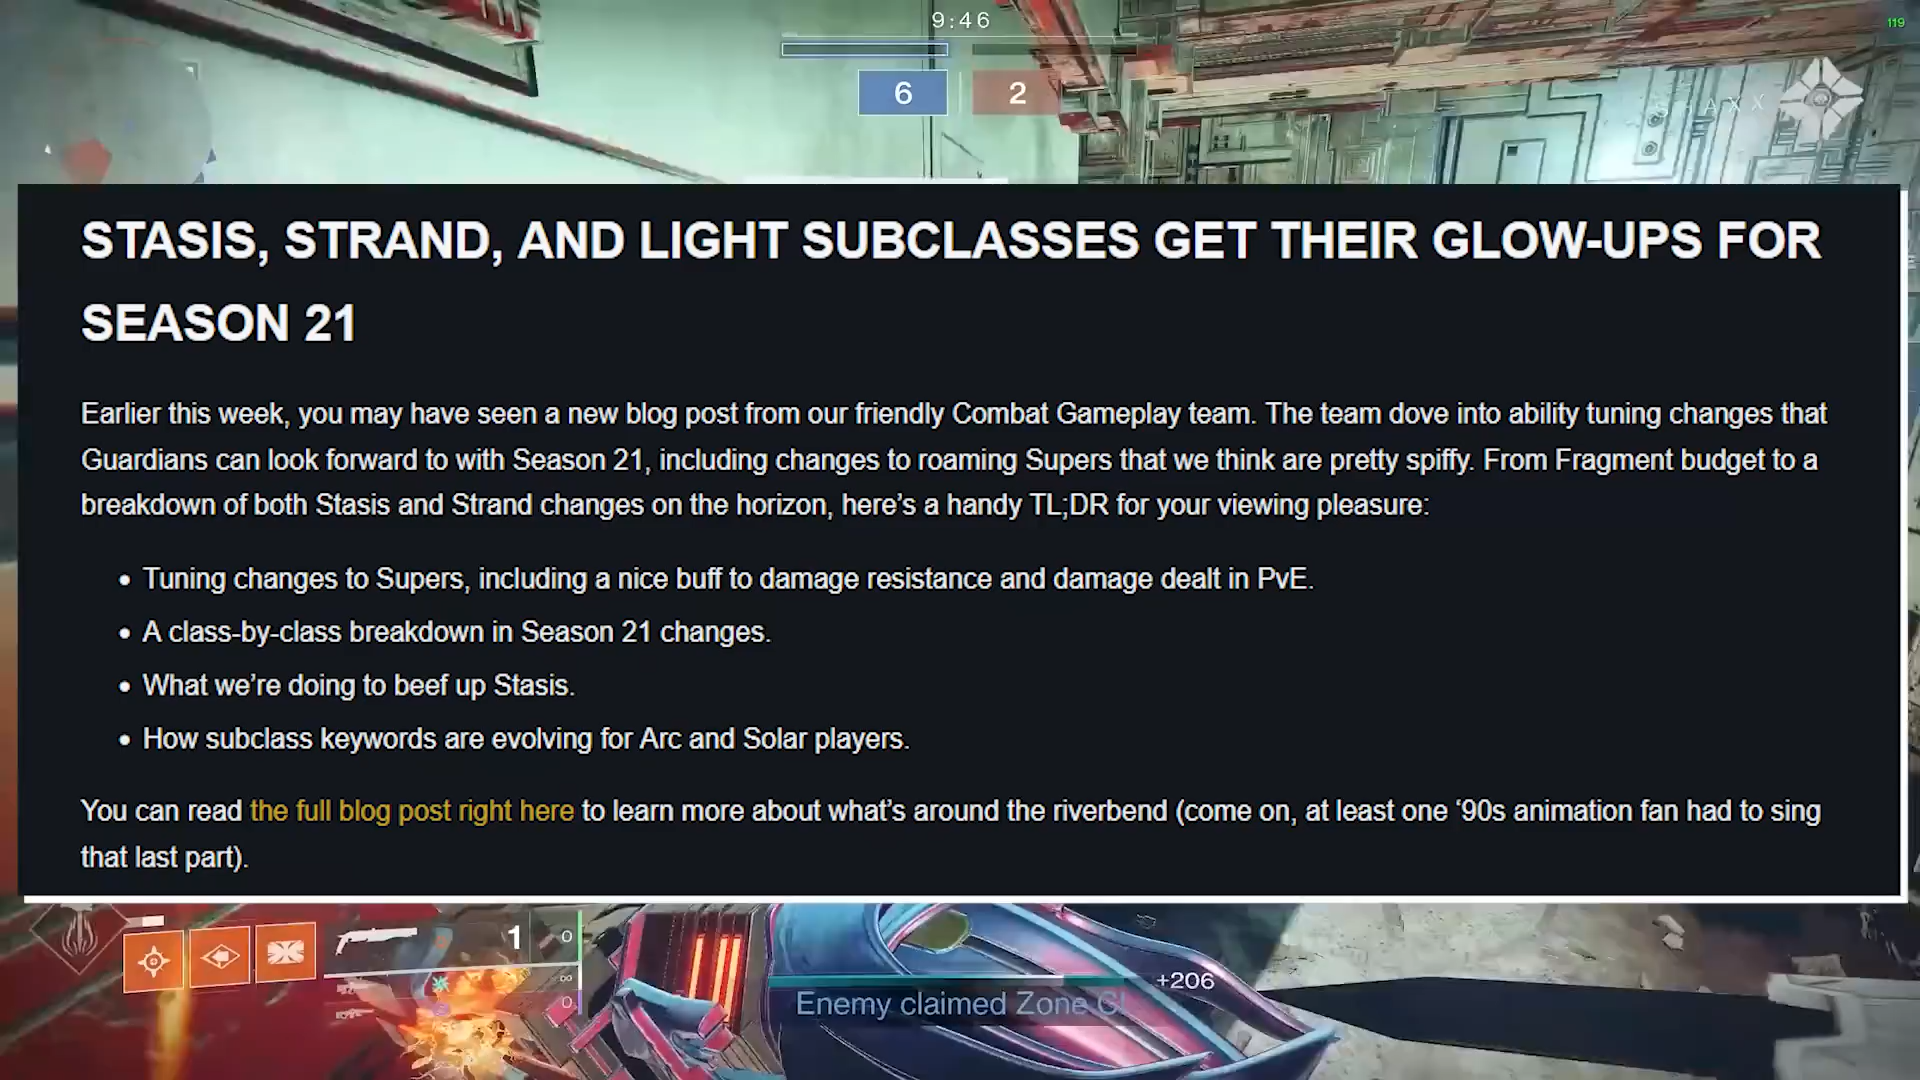 9:46
119
6
2
AXX
STASIS, STRAND, AND LIGHT SUBCLASSES GET THEIR GLOW-UPS FOR
SEASON 21
Earlier this week, you may have seen a new blog post from our friendly Combat Gameplay team. The team dove into ability tuning changes that
Guardians can look forward to with Season 21, including changes to roaming Supers that we think are pretty spiffy. From Fragment budget to a
breakdown of both Stasis and Strand changes on the horizon, here’s a handy TL;DR for your viewing pleasure:
• Tuning changes to Supers, including a nice buff to damage resistance and damage dealt in PvE.
• A class-by-class breakdown in Season 21 changes.
• What we’re doing to beef up Stasis.
• How subclass keywords are evolving for Arc and Solar players.
You can read the full blog post right here to learn more about what’s around the riverbend (come on, at least one ‘90s animation fan had to sing
that last part).
1
0
∞
0
+206
Enemy claimed Zone G!